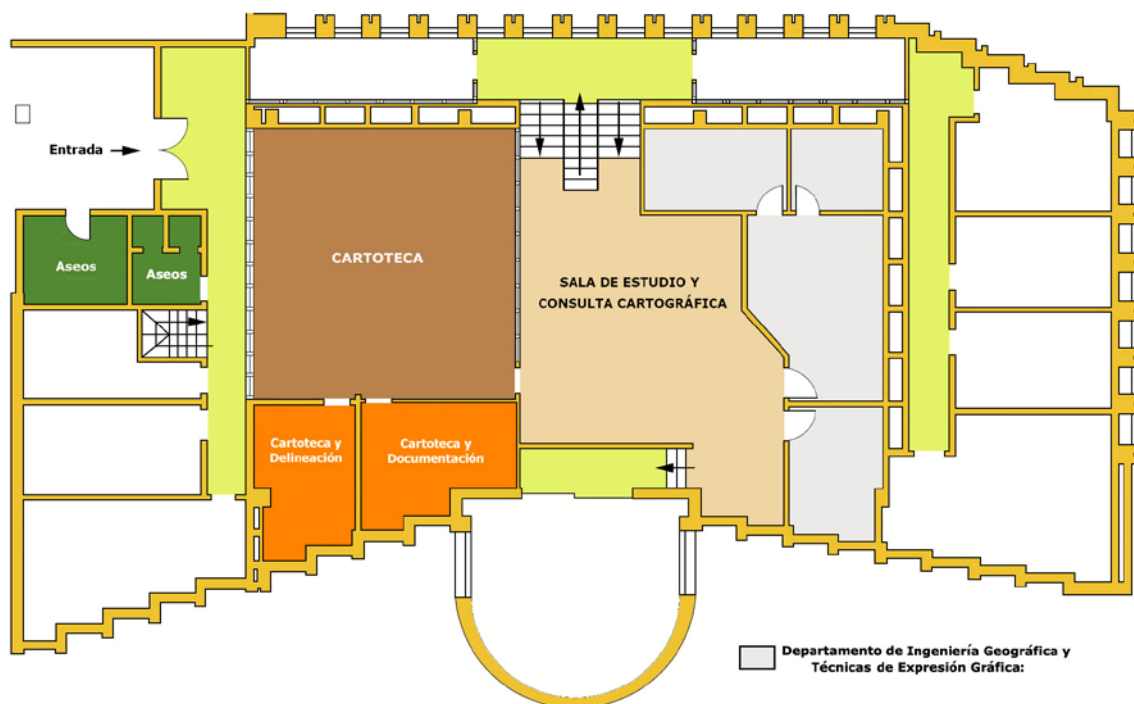 Entrada
Aseos
Aseos
CARTOTECA
SALA DE ESTUDIO Y
CONSULTA CARTOGRÁFICA
Cartoteca y
Delineación
Cartoteca y
Documentación
Departamento de Ingeniería Geográfica y
Técnicas de Expresión Gráfica: